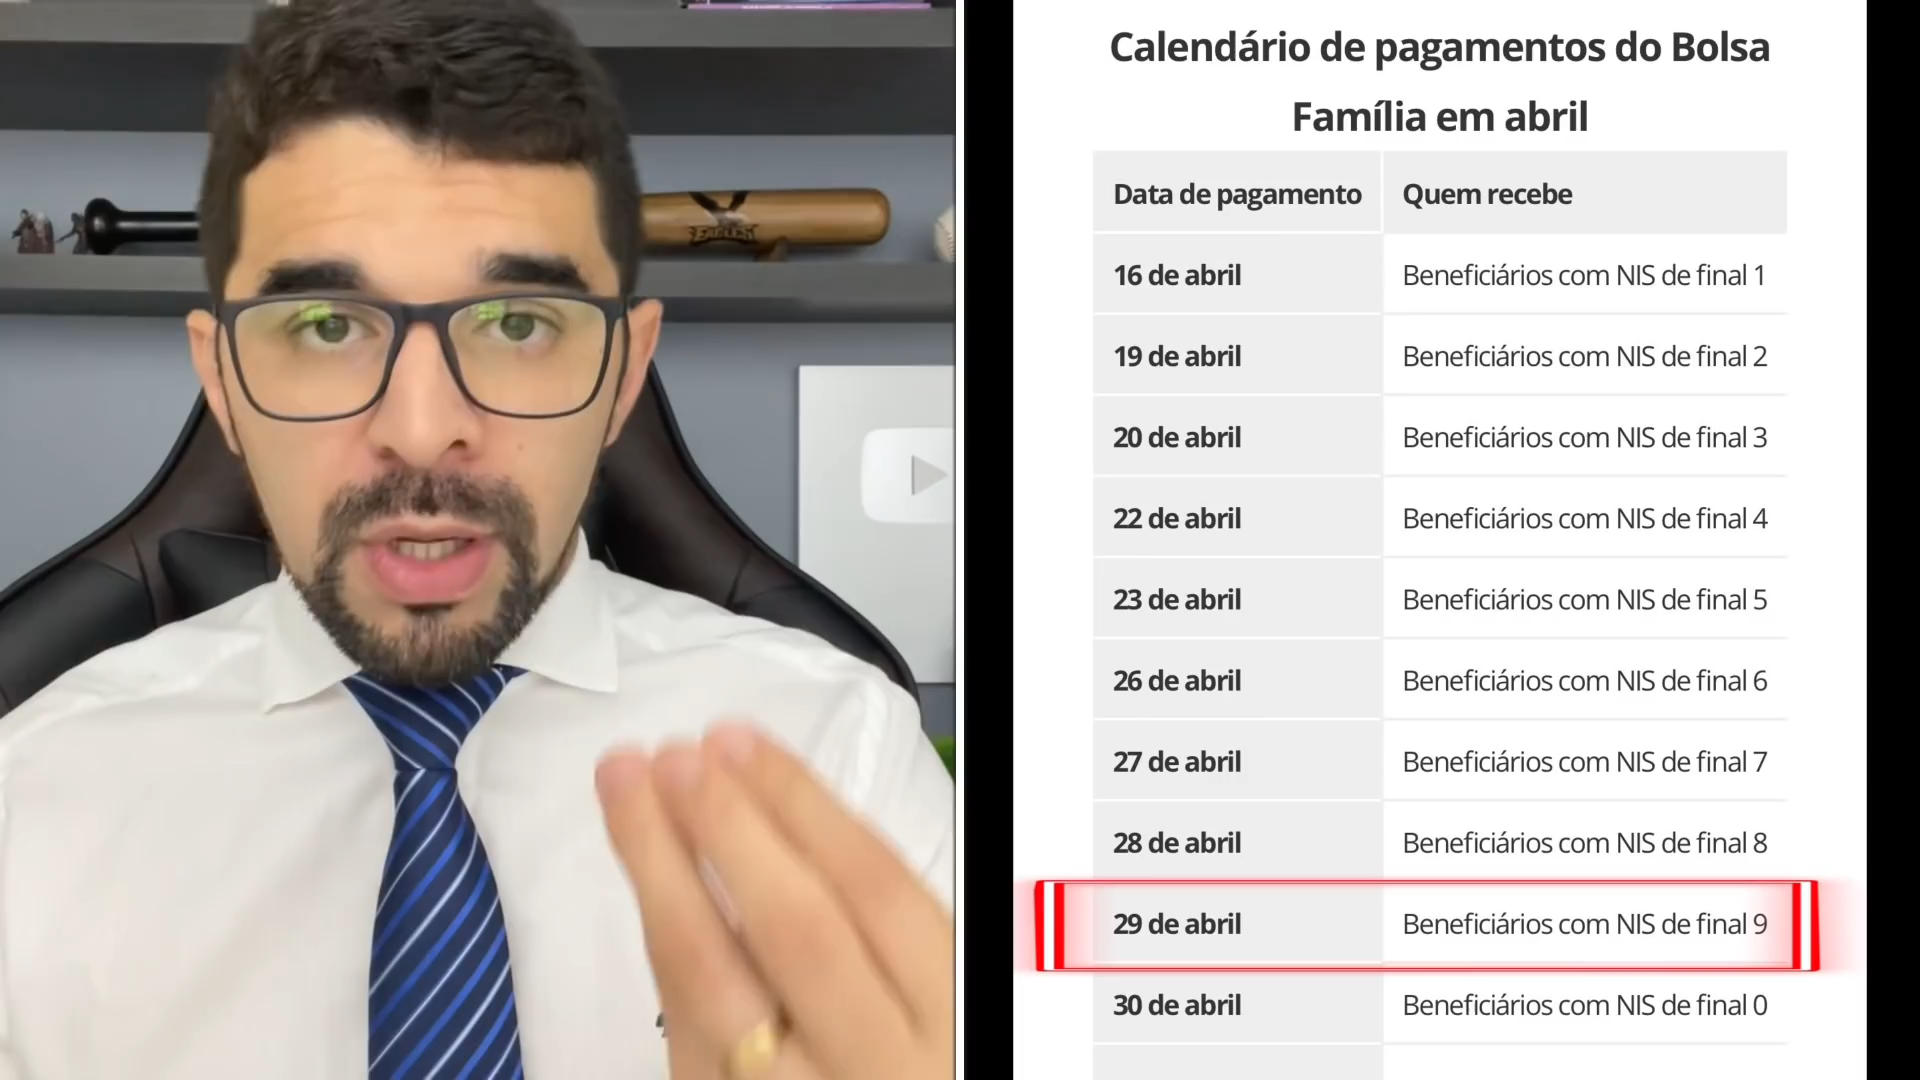 EAGLES
Calendário de pagamentos do Bolsa
Família em abril
Data de pagamento Quem recebe
16 de abril Beneficiários com NIS de final 1
19 de abril Beneficiários com NIS de final 2
20 de abril Beneficiários com NIS de final 3
22 de abril Beneficiários com NIS de final 4
23 de abril Beneficiários com NIS de final 5
26 de abril Beneficiários com NIS de final 6
27 de abril Beneficiários com NIS de final 7
28 de abril Beneficiários com NIS de final 8
29 de abril Beneficiários com NIS de final 9
30 de abril Beneficiários com NIS de final 0